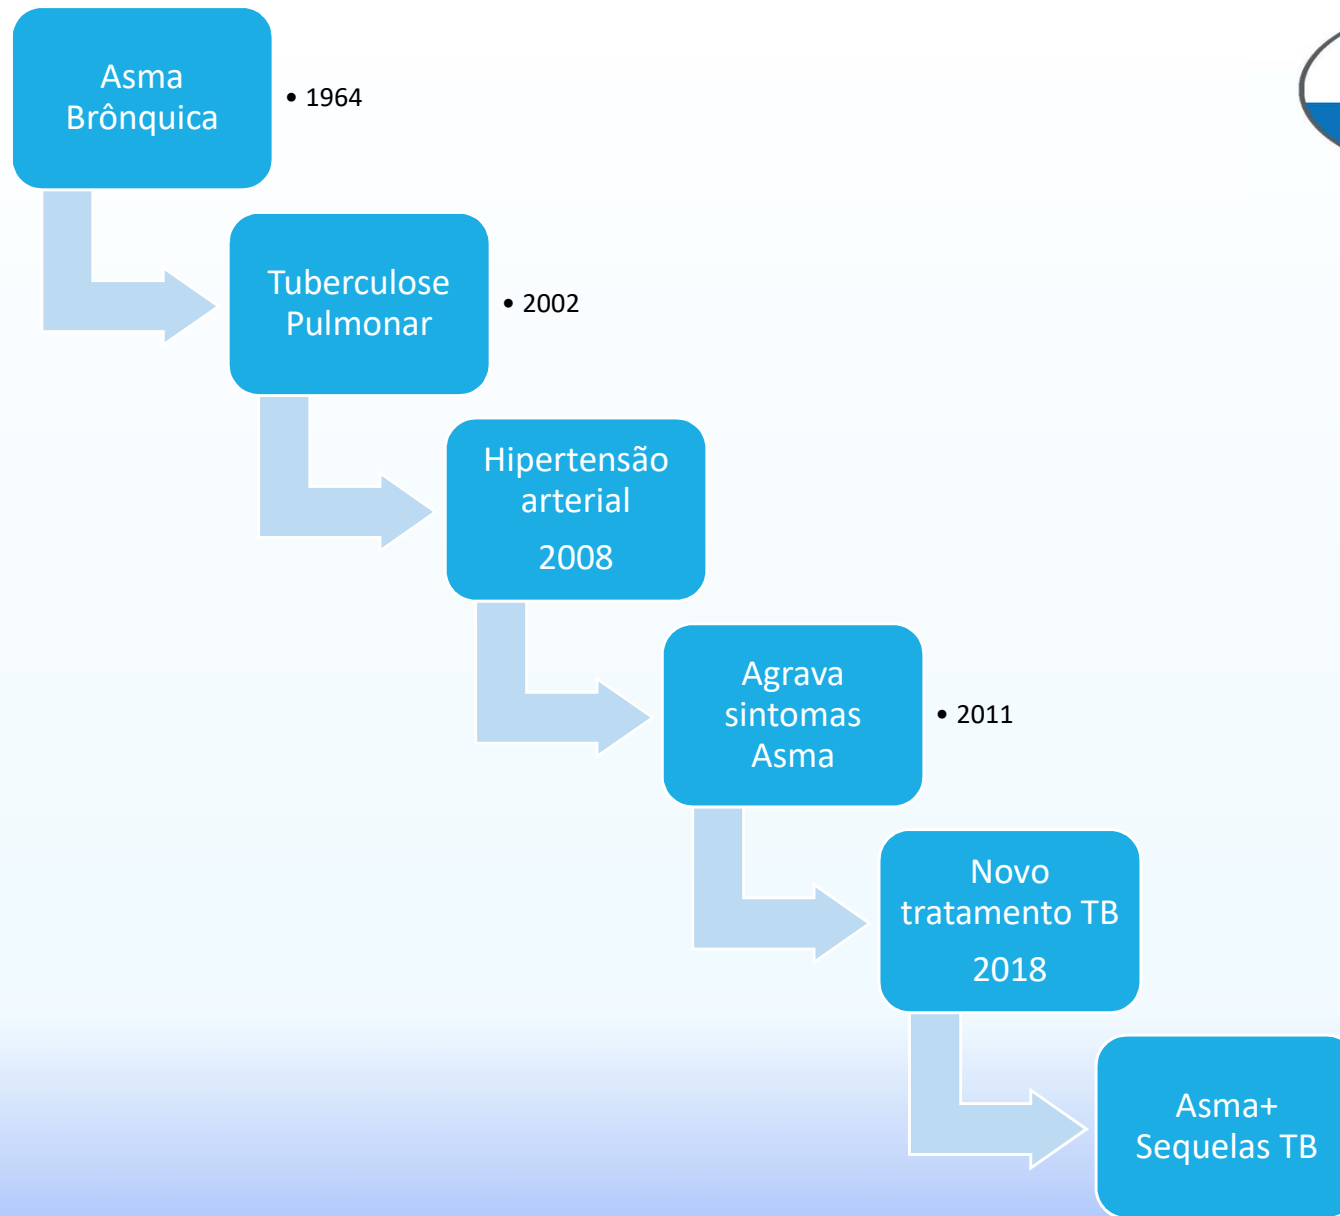 Asma
Brônquica
• 1964
Tuberculose
Pulmonar
• 2002
Hipertensão
arterial
2008
Agrava
sintomas
Asma
• 2011
Novo
tratamento TB
2018
Asma+
Sequelas TB